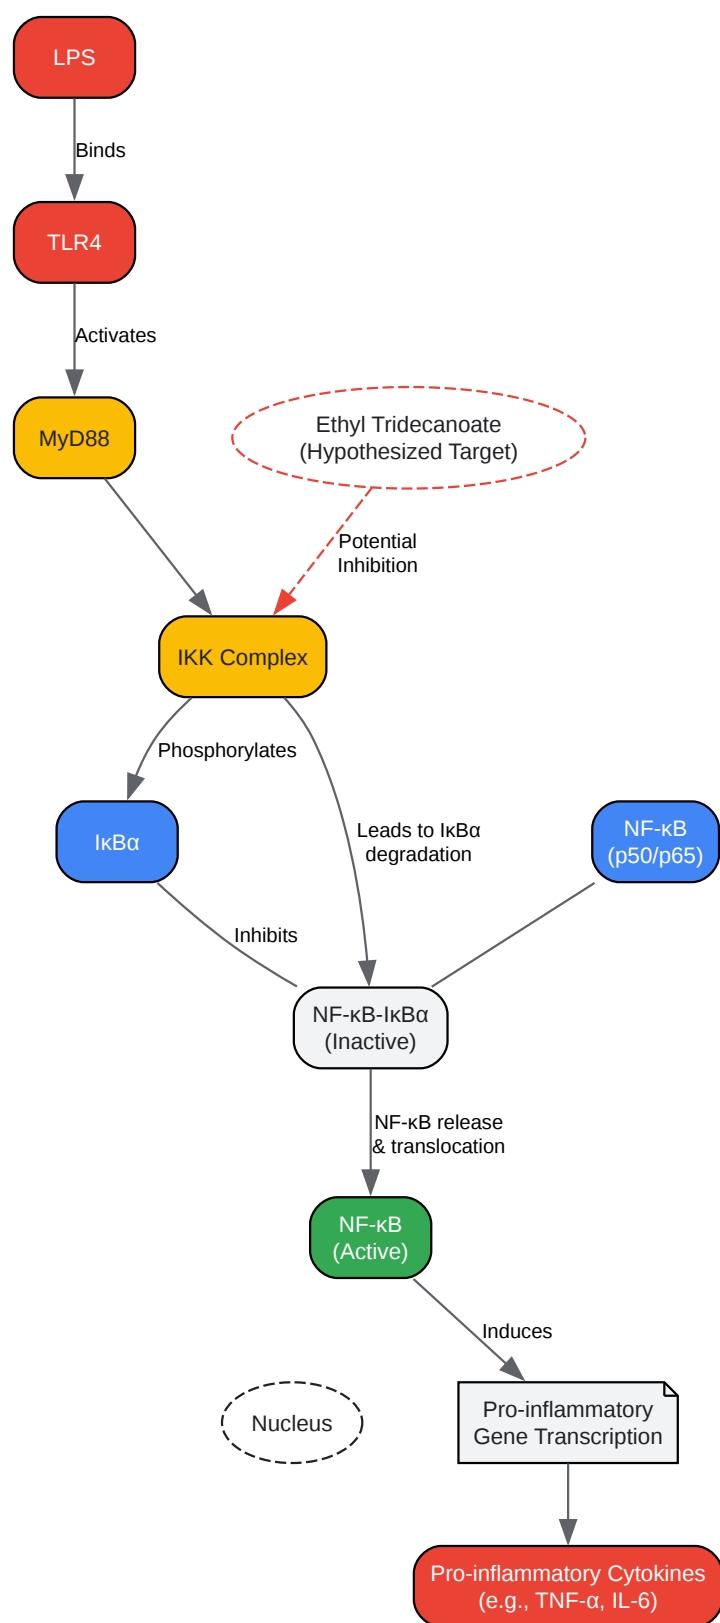 LPS
Binds
TLR4
Activates
MyD88
Ethyl Tridecanoate
(Hypothesized Target)
Potential
Inhibition
IKK Complex
Phosphorylates
Leads to IκBα
degradation
IκBα
NF-κB
(p50/p65)
Inhibits
NF-κB-IκBα
(Inactive)
NF-κB release
& translocation
NF-κB
(Active)
Induces
Nucleus
Pro-inflammatory
Gene Transcription
Pro-inflammatory Cytokines
(e.g., TNF-α, IL-6)